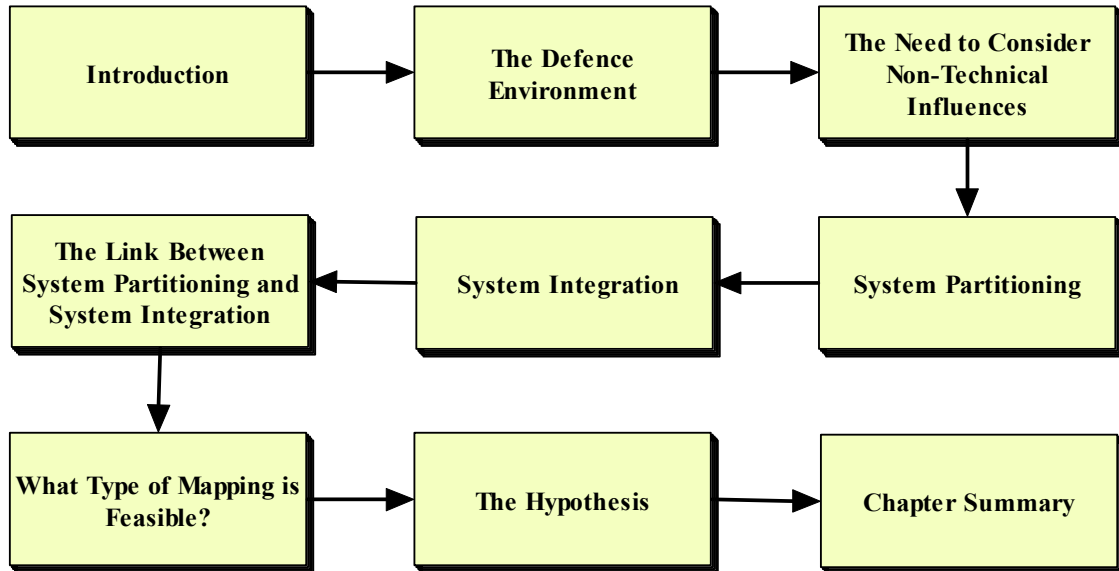 Introduction
The Defence
Environment
The Need to Consider
Non-Technical
Influences
System Partitioning
System Integration
The Link Between
System Partitioning and
System Integration
What Type of Mapping is
Feasible?
The Hypothesis
Chapter Summary